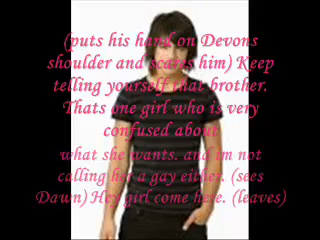 (puts his hand on Devons
shoulder and scares him) Keep
telling yourself that brother.
Thats one girl who is very
confused about
what she wants. and im not
calling her a gay either. (sees
Dawn) Hey girl come here. (leaves)